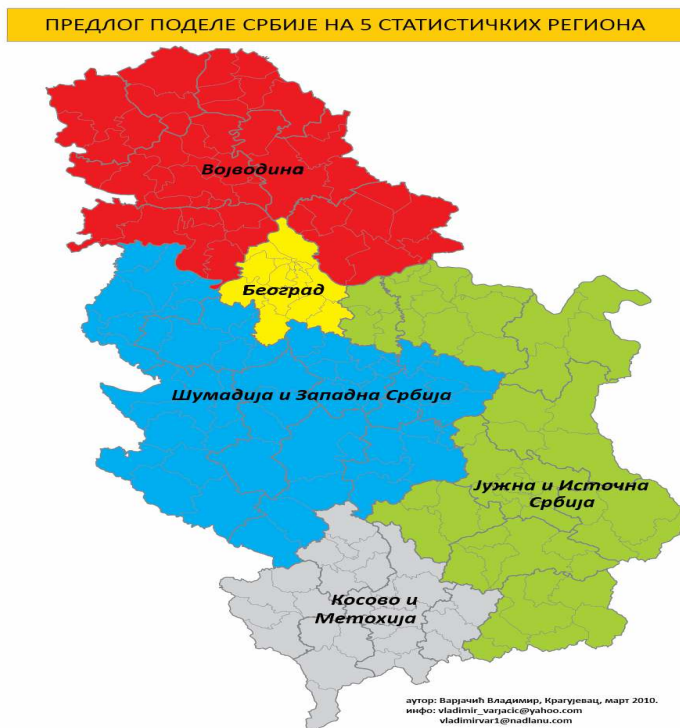 ПРЕДЛОГ ПОДЕЛЕ СРБИЈЕ НА 5 СТАТИСТИЧКИХ РЕГИОНА
Војводина
Београд
Шумадија и Западна Србија
Јужна и Источна
Србија
Косово и
Метохија
аутор: Варјачић Владимир, Крагујевац, март 2010.
инфо: vladimir_varjacic@yahoo.com
vladimirvar1@nadlanu.com